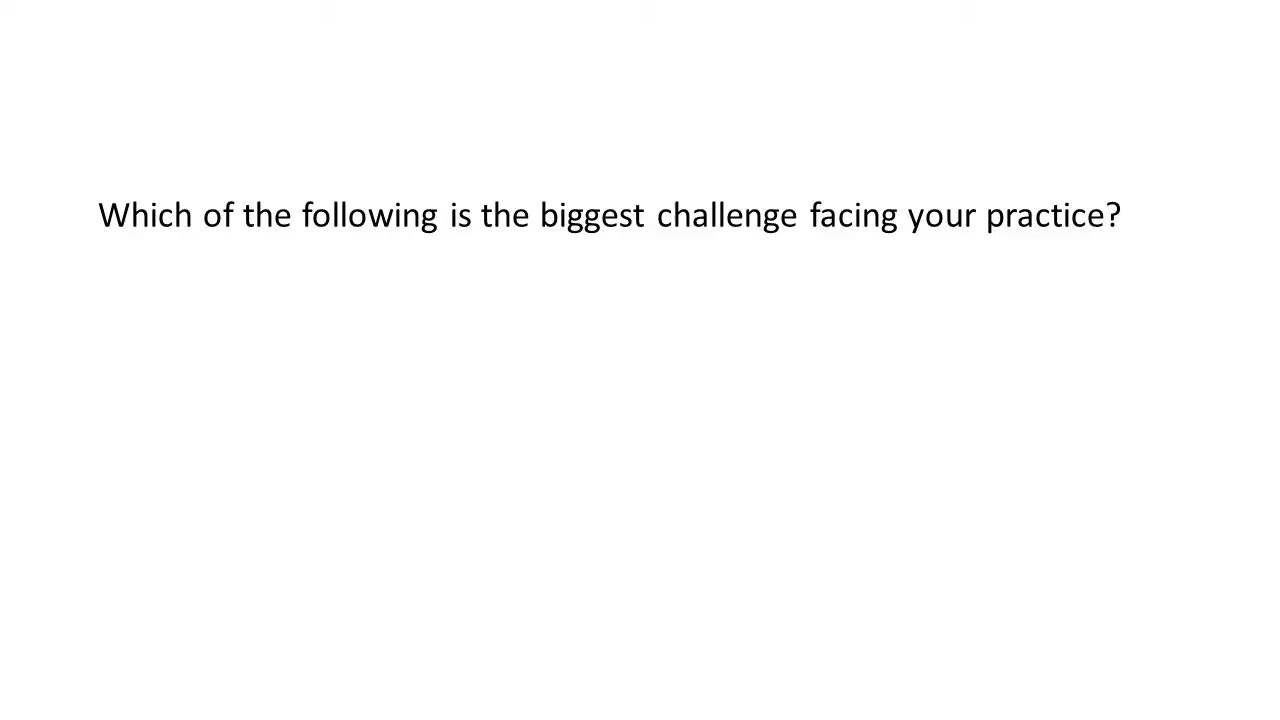 Which of the following is the biggest challenge facing your practice?